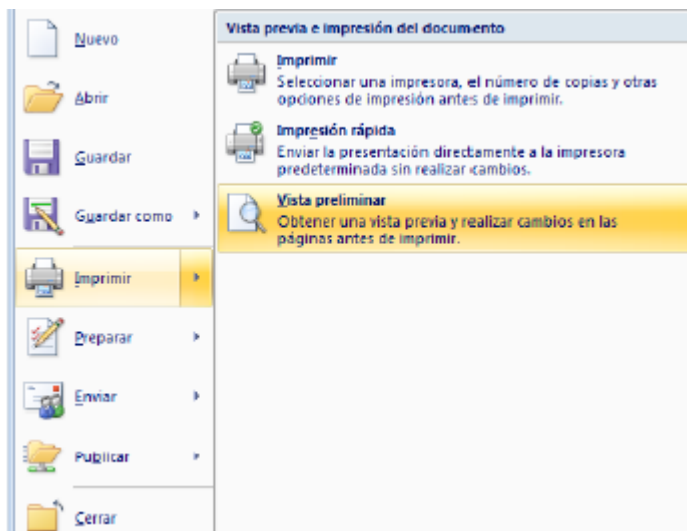 Nuevo
Abrir
Guardar
Guardar como
Imprimir
Preparar
Enviar
Publicar
Cerrar
Vista previa e impresión del documento
Imprimir
Seleccionar una impresora, el número de copias y otras
opciones de impresión antes de imprimir.
Impresión rápida
Enviar la presentación directamente a la impresora
predeterminada sin realizar cambios.
Vista preliminar
Obtener una vista previa y realizar cambios en las
páginas antes de imprimir.